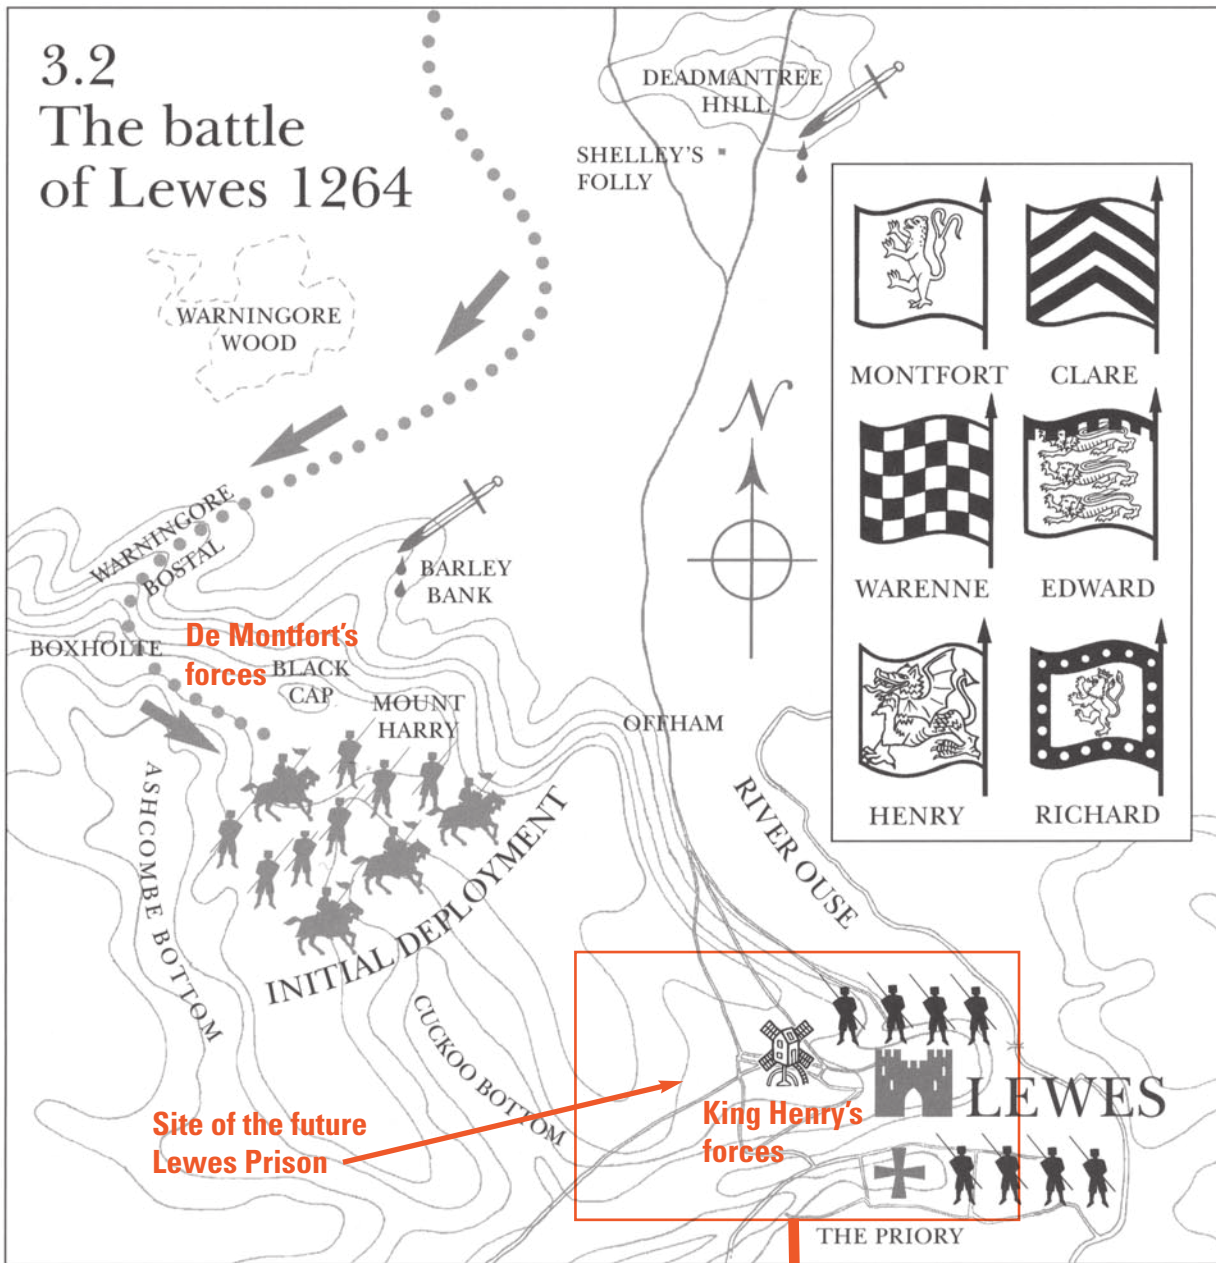 3.2
The battle
of Lewes 1264
DEADMANTREE
HIILL
SHELLEY'S
FOLLY
WARNINGORE
WOOD
MONTFORT
CLARE
WARENNE
EDWARD
HENRY
RICHARD
N
WARNINGORE
BOSTAL
BARLEY
BANK
BOXHOLTE
De Montfort's
forces
BLACK
CAP
MOUNT
HARRY
OFFHAM
RIVER OUSE
ASHCOMBE BOTTOM
INITIAL DEPLOYMENT
CUCKOO BOTTOM
Site of the future
Lewes Prison
King Henry's
forces
LEWES
THE PRIORY